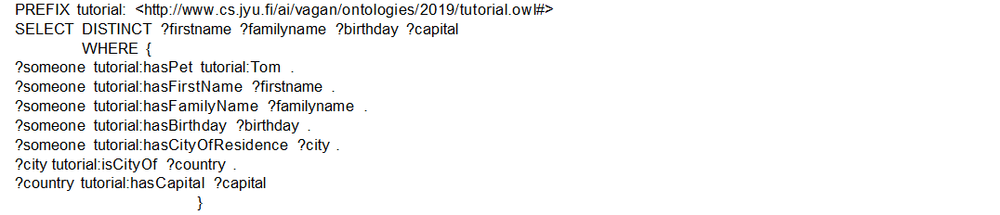 PREFIX tutorial: <http://www.cs.jyu.fi/ai/vagan/ontologies/2019/tutorial.owl#>
SELECT DISTINCT ?firstname ?familyname ?birthday ?capital
WHERE {
?someone tutorial:hasPet tutorial:Tom .
?someone tutorial:hasFirstName ?firstname .
?someone tutorial:hasFamilyName ?familyname .
?someone tutorial:hasBirthday ?birthday .
?someone tutorial:hasCityOfResidence ?city .
?city tutorial:isCityOf ?country .
?country tutorial:hasCapital ?capital
}